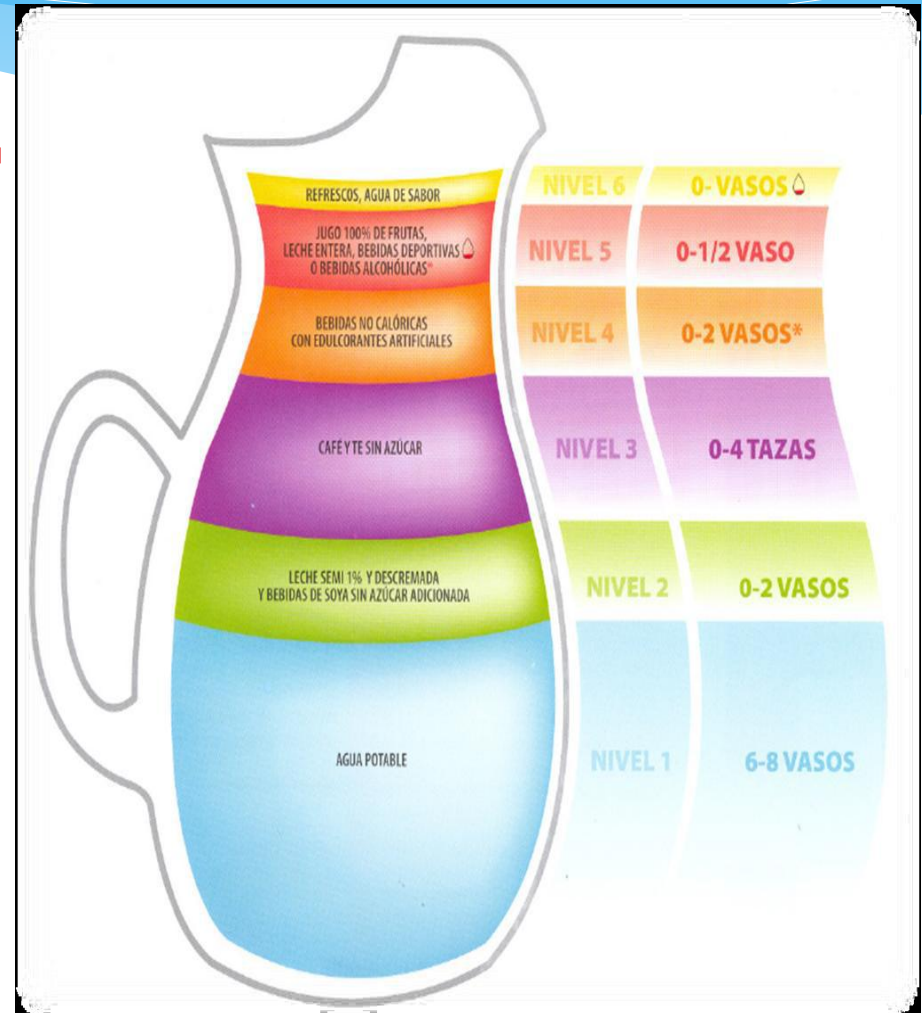 REFRESCOS, AGUA DE SABOR
NIVEL 6
0- VASOS
JUGO 100% DE FRUTAS,
LECHE ENTERA, BEBIDAS DEPORTIVAS
O BEBIDAS ALCOHÓLICAS**
NIVEL 5
0-1/2 VASO
BEBIDAS NO CALÓRICAS
CON EDULCORANTES ARTIFICIALES
NIVEL 4
0-2 VASOS*
CAFÉ Y TE SIN AZÚCAR
NIVEL 3
0-4 TAZAS
LECHE SEMI 1% Y DESCREMADA
Y BEBIDAS DE SOYA SIN AZÚCAR ADICIONADA
NIVEL 2
0-2 VASOS
AGUA POTABLE
NIVEL 1
6-8 VASOS